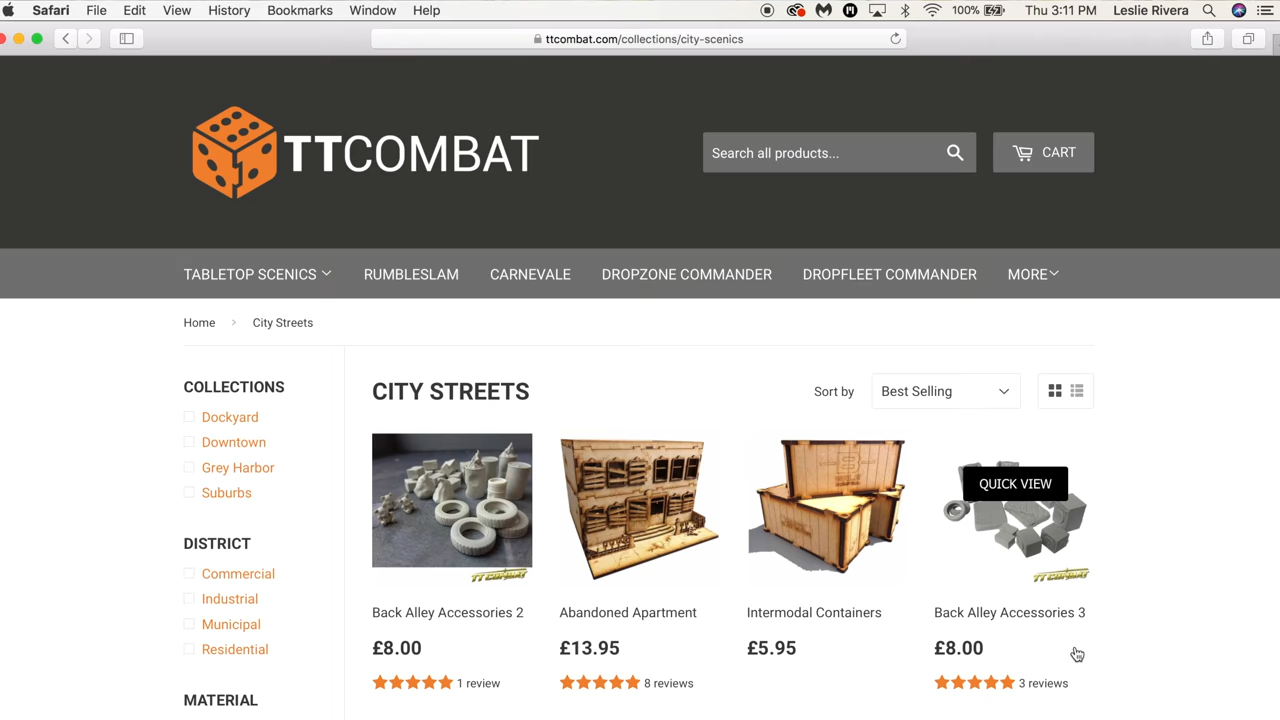 Safari File Edit View History Bookmarks Window Help 100% Thu 3:11 PM Leslie Rivera
ttcombat.com/collections/city-scenics
TTCOMBAT
Search all products...
CART
TABLETOP SCENICS RUMBLESLAM CARNEVALE DROPZONE COMMANDER DROPFLEET COMMANDER MORE
Home > City Streets
COLLECTIONS
Dockyard
Downtown
Grey Harbor
Suburbs
DISTRICT
Commercial
Industrial
Municipal
Residential
MATERIAL
CITY STREETS
Sort by Best Selling
QUICK VIEW
TTCOMBAT
TTCOMBAT
Back Alley Accessories 2 Abandoned Apartment Intermodal Containers Back Alley Accessories 3
£8.00 £13.95 £5.95 £8.00
1 review 8 reviews 3 reviews